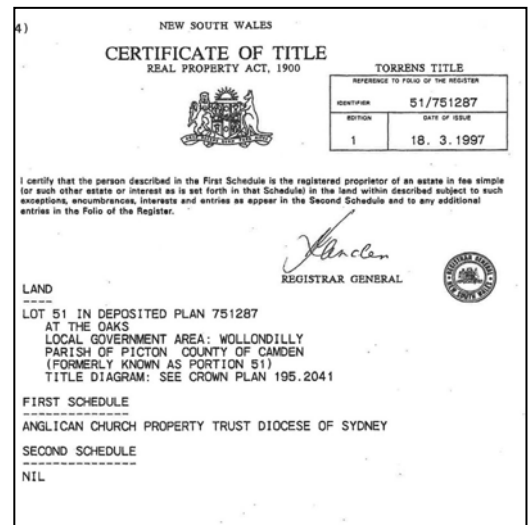 4)
NEW SOUTH WALES
CERTIFICATE OF TITLE
REAL PROPERTY ACT, 1900
TORRENS TITLE
REFERENCE TO FOLIO OF THE REGISTER
IDENTIFIER 51/751287
EDITION DATE OF ISSUE
1 18. 3.1997
I certify that the person described in the First Schedule is the registered proprietor of an estate in fee simple
(or such other estate or interest as is set forth in that Schedule) in the land within described subject to such
exceptions, encumbrances, interests and entries as appear in the Second Schedule and to any additional
entries in the Folio of the Register.
REGISTRAR GENERAL
REGISTRAR GENERAL
NEW SOUTH WALES
LAND
----
LOT 51 IN DEPOSITED PLAN 751287
AT THE OAKS
LOCAL GOVERNMENT AREA: WOLLONDILLY
PARISH OF PICTON COUNTY OF CAMDEN
(FORMERLY KNOWN AS PORTION 51)
TITLE DIAGRAM: SEE CROWN PLAN 195.2041
FIRST SCHEDULE
--------------
ANGLICAN CHURCH PROPERTY TRUST DIOCESE OF SYDNEY
SECOND SCHEDULE
---------------
NIL